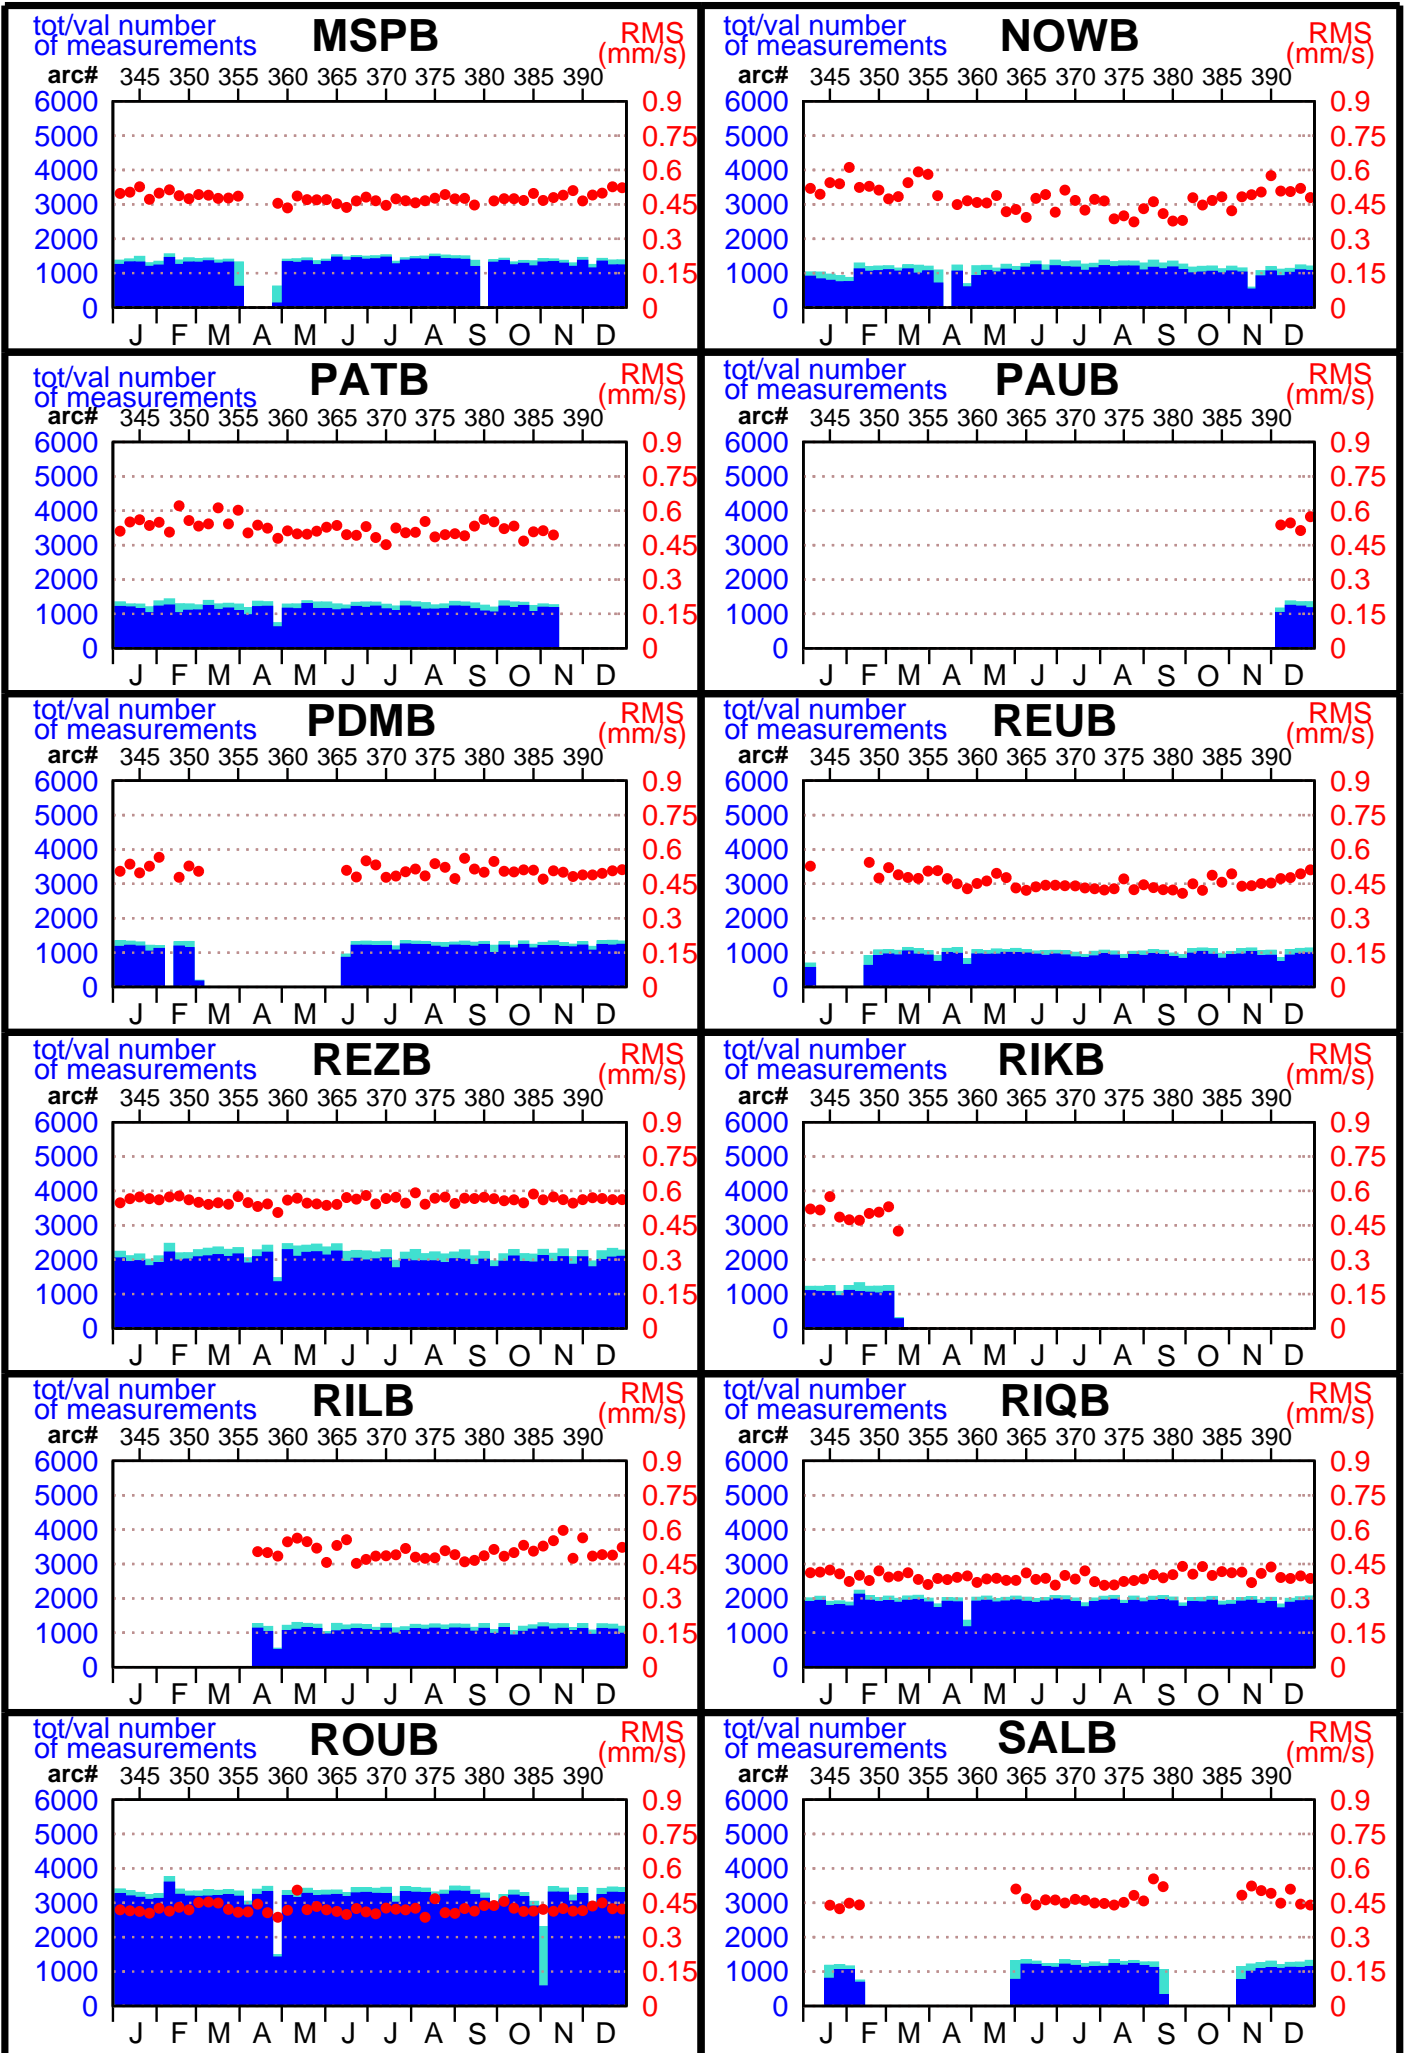 tot/val number of measurements MSPB RMS (mm/s)
arc# 345 350 355 360 365 370 375 380 385 390
6000 0.9
5000 0.75
4000 0.6
3000 0.45
2000 0.3
1000 0.15
0 0
J F M A M J J A S O N D
tot/val number of measurements NOWB RMS (mm/s)
arc# 345 350 355 360 365 370 375 380 385 390
6000 0.9
5000 0.75
4000 0.6
3000 0.45
2000 0.3
1000 0.15
0 0
J F M A M J J A S O N D
tot/val number of measurements PATB RMS (mm/s)
arc# 345 350 355 360 365 370 375 380 385 390
6000 0.9
5000 0.75
4000 0.6
3000 0.45
2000 0.3
1000 0.15
0 0
J F M A M J J A S O N D
tot/val number of measurements PAUB RMS (mm/s)
arc# 345 350 355 360 365 370 375 380 385 390
6000 0.9
5000 0.75
4000 0.6
3000 0.45
2000 0.3
1000 0.15
0 0
J F M A M J J A S O N D
tot/val number of measurements PDMB RMS (mm/s)
arc# 345 350 355 360 365 370 375 380 385 390
6000 0.9
5000 0.75
4000 0.6
3000 0.45
2000 0.3
1000 0.15
0 0
J F M A M J J A S O N D
tot/val number of measurements REUB RMS (mm/s)
arc# 345 350 355 360 365 370 375 380 385 390
6000 0.9
5000 0.75
4000 0.6
3000 0.45
2000 0.3
1000 0.15
0 0
J F M A M J J A S O N D
tot/val number of measurements REZB RMS (mm/s)
arc# 345 350 355 360 365 370 375 380 385 390
6000 0.9
5000 0.75
4000 0.6
3000 0.45
2000 0.3
1000 0.15
0 0
J F M A M J J A S O N D
tot/val number of measurements RIKB RMS (mm/s)
arc# 345 350 355 360 365 370 375 380 385 390
6000 0.9
5000 0.75
4000 0.6
3000 0.45
2000 0.3
1000 0.15
0 0
J F M A M J J A S O N D
tot/val number of measurements RILB RMS (mm/s)
arc# 345 350 355 360 365 370 375 380 385 390
6000 0.9
5000 0.75
4000 0.6
3000 0.45
2000 0.3
1000 0.15
0 0
J F M A M J J A S O N D
tot/val number of measurements RIQB RMS (mm/s)
arc# 345 350 355 360 365 370 375 380 385 390
6000 0.9
5000 0.75
4000 0.6
3000 0.45
2000 0.3
1000 0.15
0 0
J F M A M J J A S O N D
tot/val number of measurements ROUB RMS (mm/s)
arc# 345 350 355 360 365 370 375 380 385 390
6000 0.9
5000 0.75
4000 0.6
3000 0.45
2000 0.3
1000 0.15
0 0
J F M A M J J A S O N D
tot/val number of measurements SALB RMS (mm/s)
arc# 345 350 355 360 365 370 375 380 385 390
6000 0.9
5000 0.75
4000 0.6
3000 0.45
2000 0.3
1000 0.15
0 0
J F M A M J J A S O N D